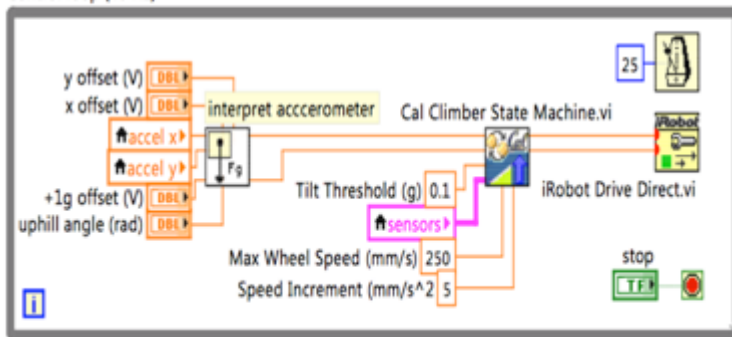 y offset (V) DBL
x offset (V) DBL
accel x
accel y
+1g offset (V) DBL
uphill angle (rad) DBL
interpret acccerometer
Fg
Cal Climber State Machine.vi
Tilt Threshold (g) 0.1
sensors
Max Wheel Speed (mm/s) 250
Speed Increment (mm/s^2 5
25
iRobot
iRobot Drive Direct.vi
stop
TF
i